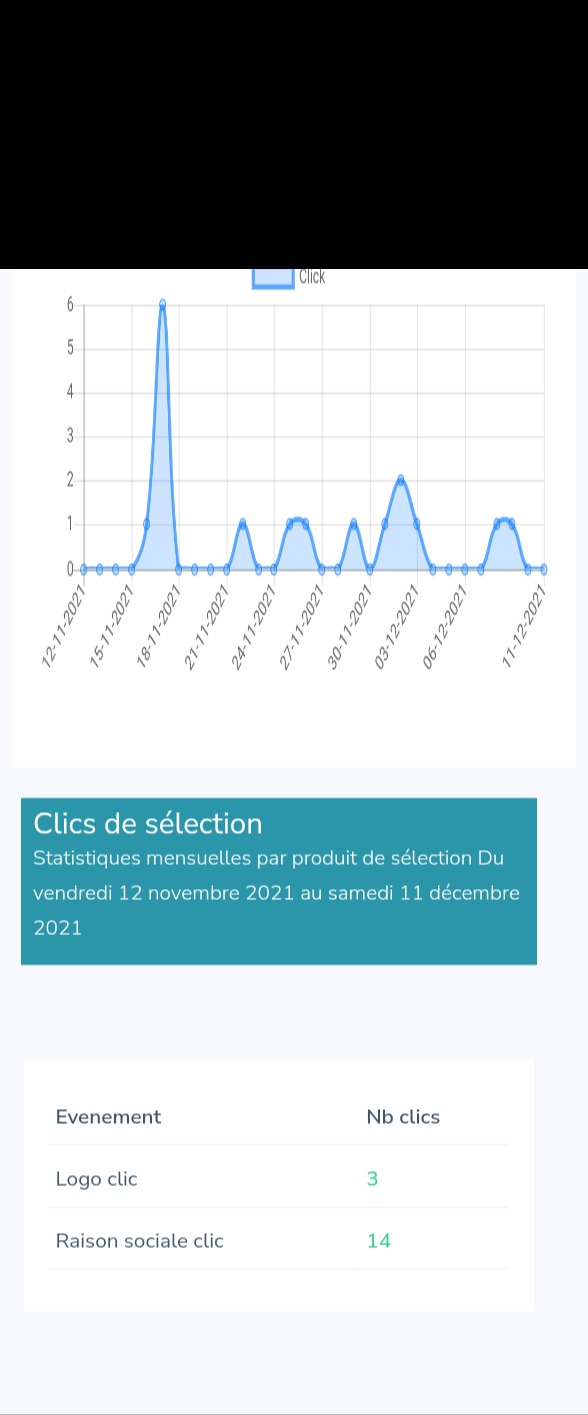 Click
6
5
4
3
2
1
0
12-11-2021
15-11-2021
18-11-2021
21-11-2021
24-11-2021
27-11-2021
30-11-2021
03-12-2021
06-12-2021
11-12-2021
Clics de sélection
Statistiques mensuelles par produit de sélection Du
vendredi 12 novembre 2021 au samedi 11 décembre
2021
Evenement Nb clics
Logo clic 3
Raison sociale clic 14